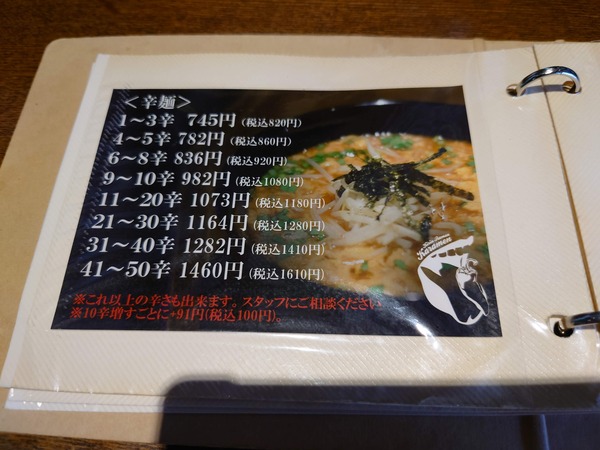 ＜辛麺＞
1～3辛 745円(税込820円)
4～5辛 782円(税込860円)
6～8辛 836円(税込920円)
9～10辛 982円(税込1080円)
11～20辛 1073円(税込1180円)
21～30辛 1164円(税込1280円)
31～40辛 1282円(税込1410円)
41～50辛 1460円(税込1610円)
※これ以上の辛さも出来ます。スタッフにご相談ください
※10辛増すごとに+91円(税込100円)。
Karamen